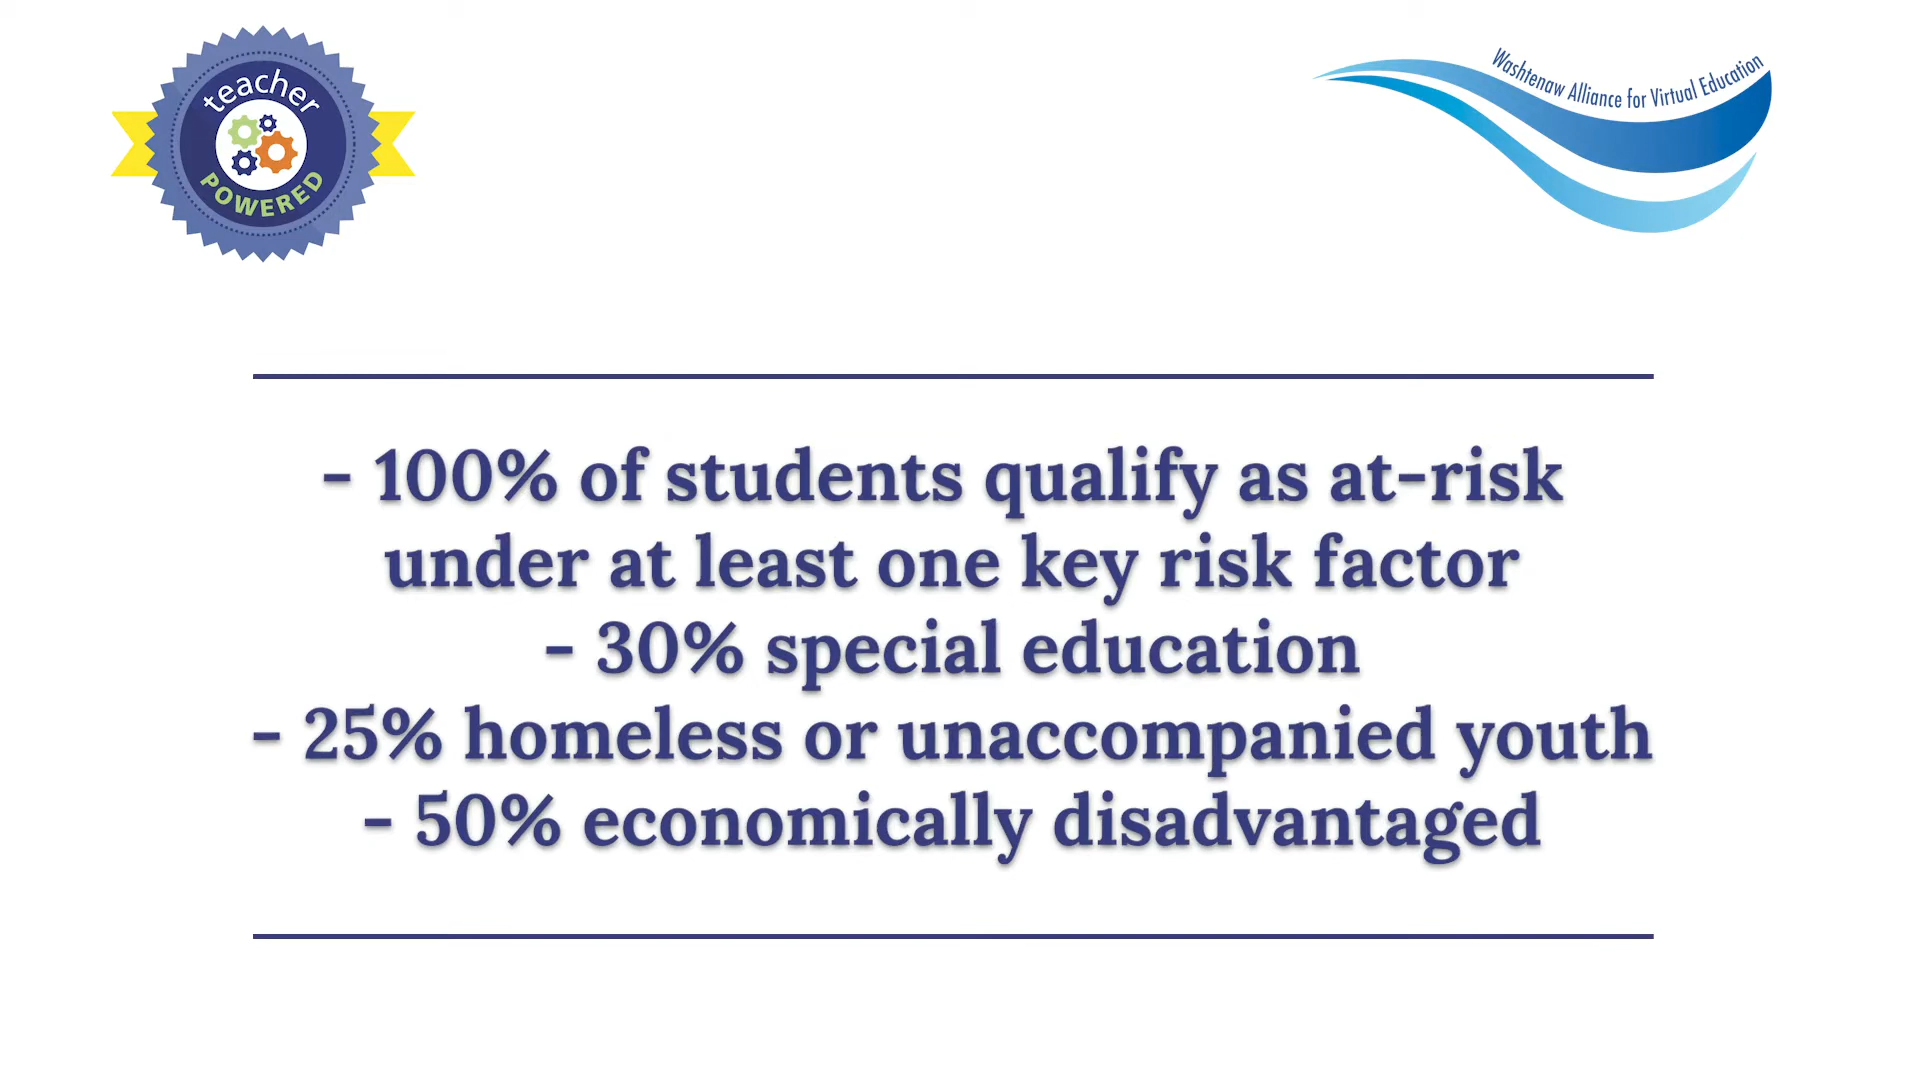 teacher
POWERED
Washtenaw Alliance for Virtual Education
- 100% of students qualify as at-risk
under at least one key risk factor
- 30% special education
- 25% homeless or unaccompanied youth
- 50% economically disadvantaged